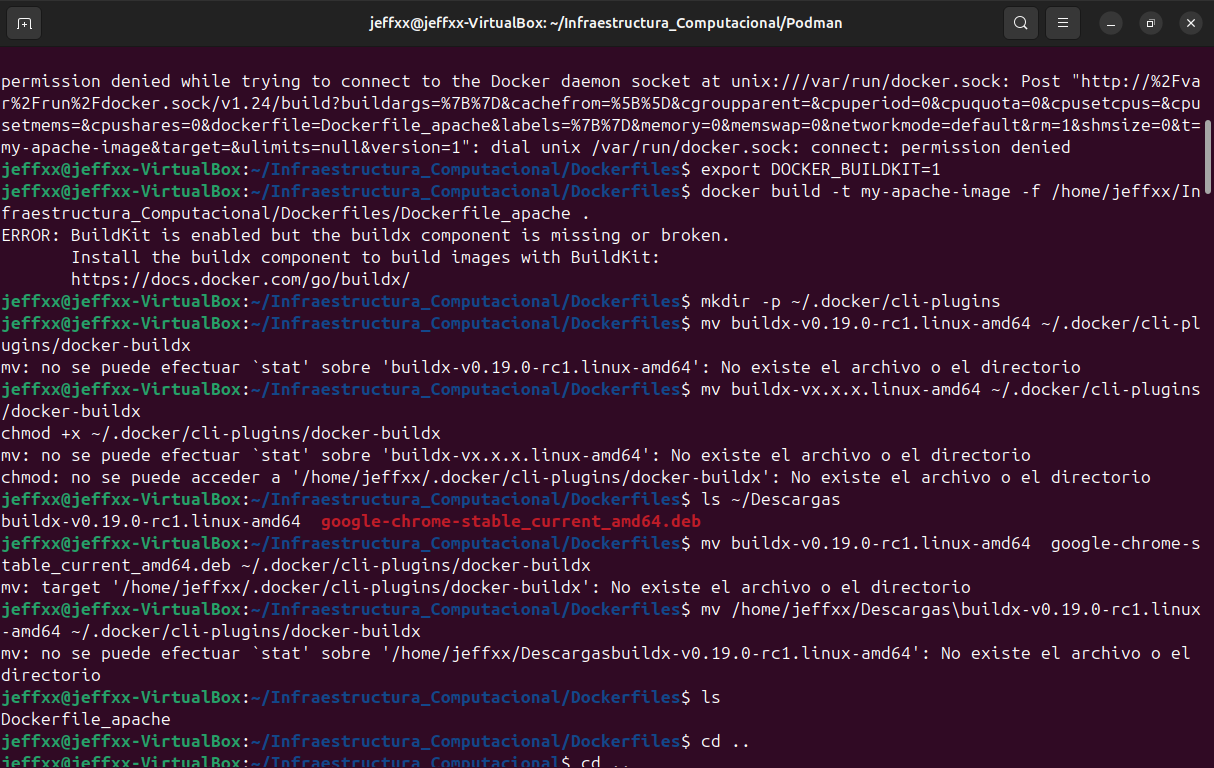 jeffxx@jeffxx-VirtualBox: ~/Infraestructura_Computacional/Podman
permission denied while trying to connect to the Docker daemon socket at unix:///var/run/docker.sock: Post "http://%2Fva
r%2Frun%2Fdocker.sock/v1.24/build?buildargs=%7B%7D&cachefrom=%5B%5D&cgroupparent=&cpuperiod=0&cpuquota=0&cpusetcpus=&cpu
setmems=&cpushares=0&dockerfile=Dockerfile_apache&labels=%7B%7D&memory=0&memswap=0&networkmode=default&rm=1&shmsize=0&t=
my-apache-image&target=&ulimits=null&version=1": dial unix /var/run/docker.sock: connect: permission denied
jeffxx@jeffxx-VirtualBox:~/Infraestructura_Computacional/Dockerfiles$ export DOCKER_BUILDKIT=1
jeffxx@jeffxx-VirtualBox:~/Infraestructura_Computacional/Dockerfiles$ docker build -t my-apache-image -f /home/jeffxx/In
fraestructura_Computacional/Dockerfiles/Dockerfile_apache .
ERROR: BuildKit is enabled but the buildx component is missing or broken.
       Install the buildx component to build images with BuildKit:
       https://docs.docker.com/go/buildx/
jeffxx@jeffxx-VirtualBox:~/Infraestructura_Computacional/Dockerfiles$ mkdir -p ~/.docker/cli-plugins
jeffxx@jeffxx-VirtualBox:~/Infraestructura_Computacional/Dockerfiles$ mv buildx-v0.19.0-rc1.linux-amd64 ~/.docker/cli-pl
ugins/docker-buildx
mv: no se puede efectuar `stat' sobre 'buildx-v0.19.0-rc1.linux-amd64': No existe el archivo o el directorio
jeffxx@jeffxx-VirtualBox:~/Infraestructura_Computacional/Dockerfiles$ mv buildx-vx.x.x.linux-amd64 ~/.docker/cli-plugins
/docker-buildx
chmod +x ~/.docker/cli-plugins/docker-buildx
mv: no se puede efectuar `stat' sobre 'buildx-vx.x.x.linux-amd64': No existe el archivo o el directorio
chmod: no se puede acceder a '/home/jeffxx/.docker/cli-plugins/docker-buildx': No existe el archivo o el directorio
jeffxx@jeffxx-VirtualBox:~/Infraestructura_Computacional/Dockerfiles$ ls ~/Descargas
buildx-v0.19.0-rc1.linux-amd64  google-chrome-stable_current_amd64.deb
jeffxx@jeffxx-VirtualBox:~/Infraestructura_Computacional/Dockerfiles$ mv buildx-v0.19.0-rc1.linux-amd64  google-chrome-s
table_current_amd64.deb ~/.docker/cli-plugins/docker-buildx
mv: target '/home/jeffxx/.docker/cli-plugins/docker-buildx': No existe el archivo o el directorio
jeffxx@jeffxx-VirtualBox:~/Infraestructura_Computacional/Dockerfiles$ mv /home/jeffxx/Descargas\buildx-v0.19.0-rc1.linux
-amd64 ~/.docker/cli-plugins/docker-buildx
mv: no se puede efectuar `stat' sobre '/home/jeffxx/Descargasbuildx-v0.19.0-rc1.linux-amd64': No existe el archivo o el
directorio
jeffxx@jeffxx-VirtualBox:~/Infraestructura_Computacional/Dockerfiles$ ls
Dockerfile_apache
jeffxx@jeffxx-VirtualBox:~/Infraestructura_Computacional/Dockerfiles$ cd ..
jeffxx@jeffxx-VirtualBox:~/Infraestructura_Computacional$ cd ..